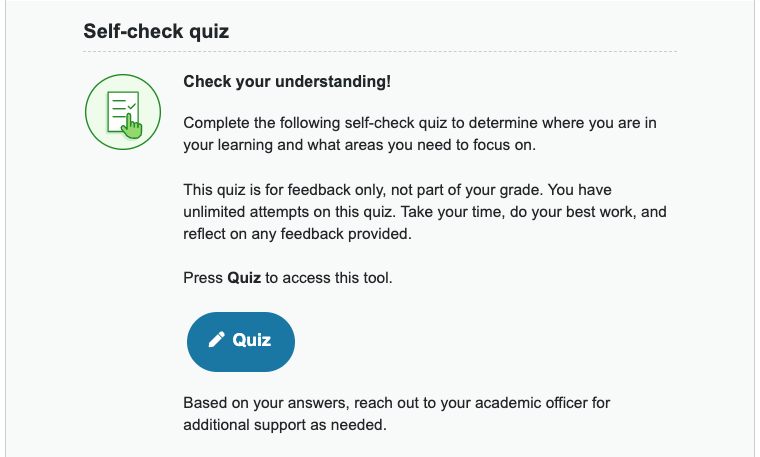 Self-check quiz
Check your understanding!
Complete the following self-check quiz to determine where you are in
your learning and what areas you need to focus on.
This quiz is for feedback only, not part of your grade. You have
unlimited attempts on this quiz. Take your time, do your best work, and
reflect on any feedback provided.
Press Quiz to access this tool.
Quiz
Based on your answers, reach out to your academic officer for
additional support as needed.